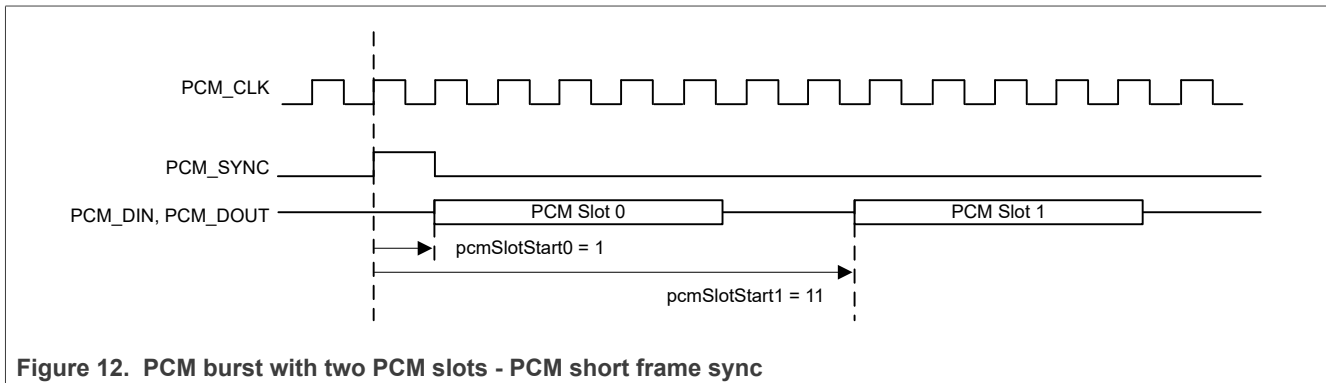 PCM_CLK
PCM_SYNC
PCM_DIN, PCM_DOUT
PCM Slot 0
PCM Slot 1
pcmSlotStart0 = 1
pcmSlotStart1 = 11
Figure 12. PCM burst with two PCM slots - PCM short frame sync